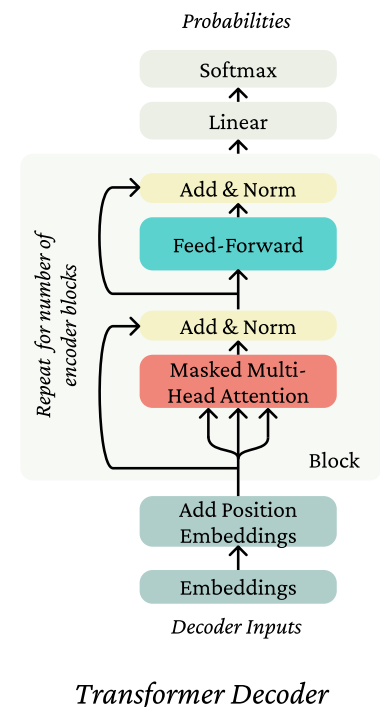 Probabilities
Softmax
Linear
Add & Norm
Feed-Forward
Repeat for number of
encoder blocks
Add & Norm
Masked Multi-
Head Attention
Block
Add Position
Embeddings
Embeddings
Decoder Inputs
Transformer Decoder